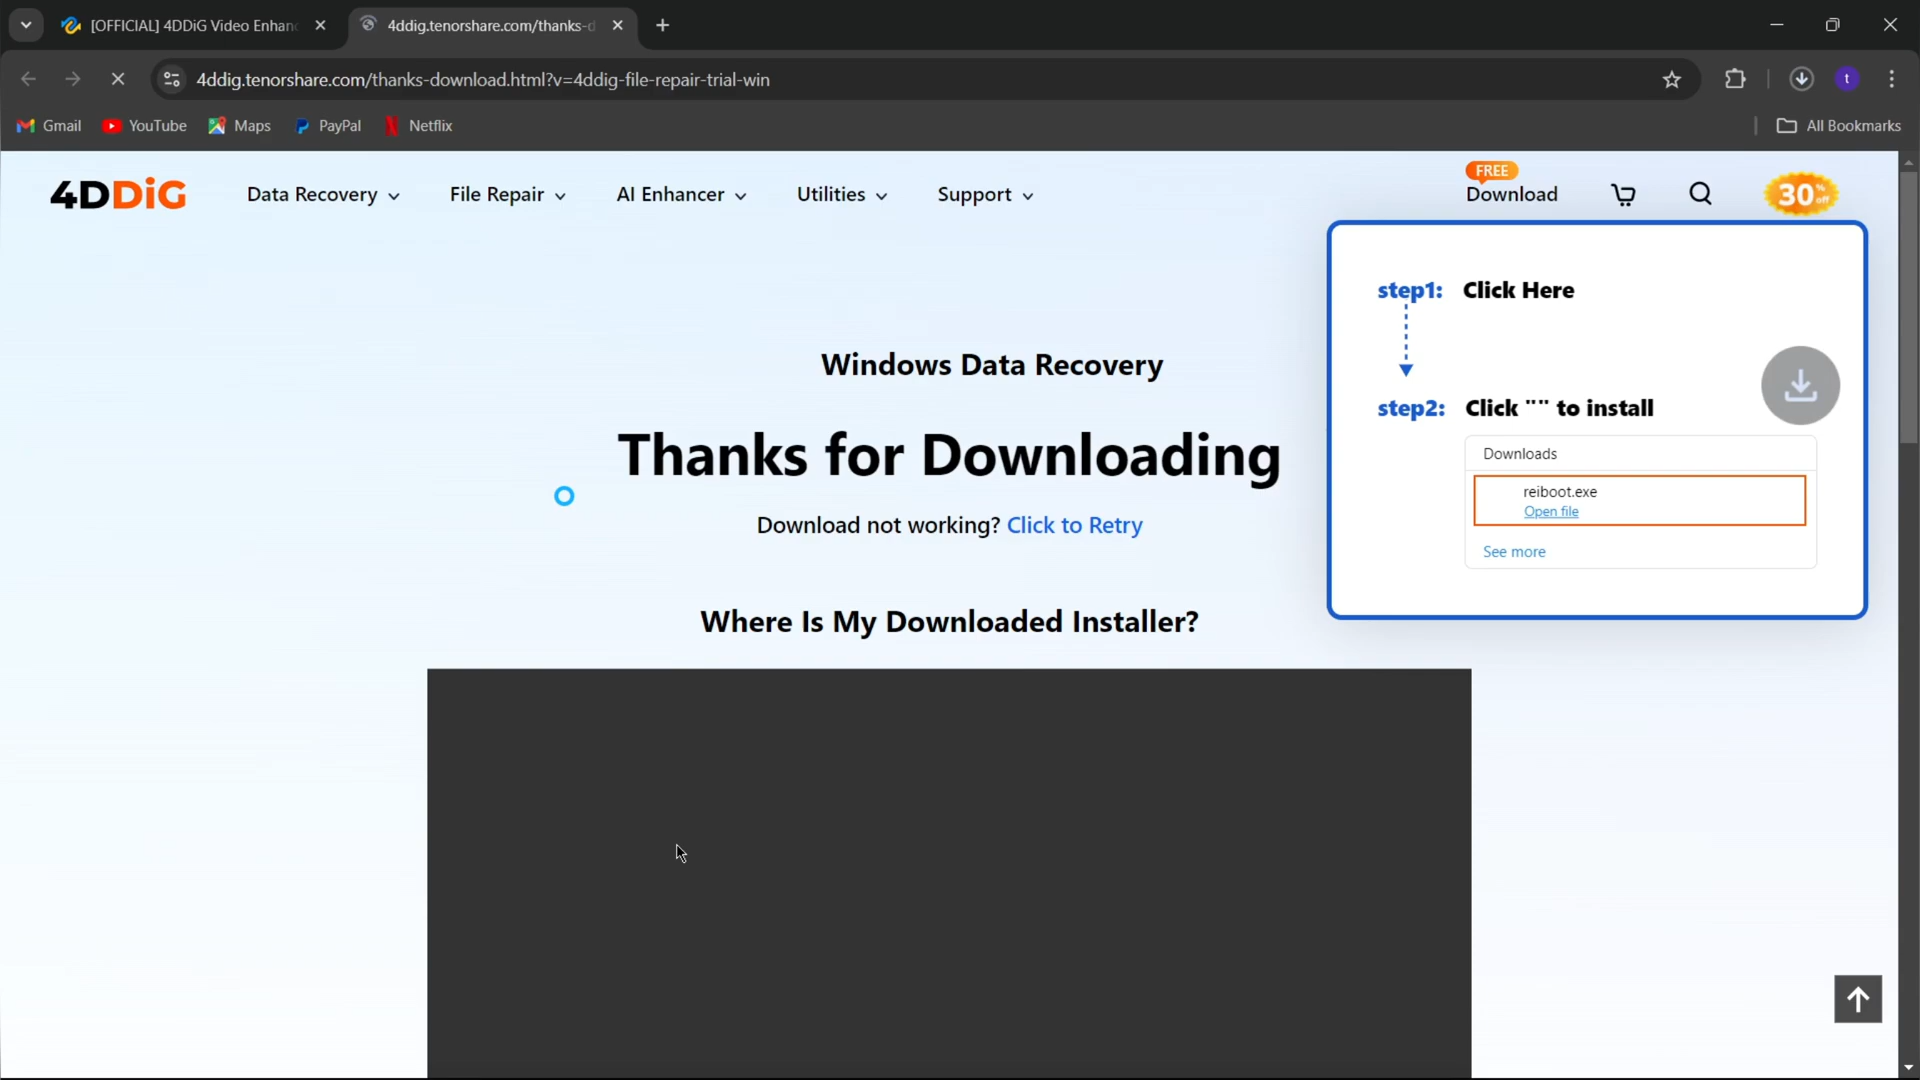 [OFFICIAL] 4DDiG Video Enhan
4ddig.tenorshare.com/thanks-d
4ddig.tenorshare.com/thanks-download.html?v=4ddig-file-repair-trial-win
t
Gmail
YouTube
Maps
PayPal
Netflix
All Bookmarks
4DDiG
Data Recovery
File Repair
AI Enhancer
Utilities
Support
FREE
Download
30% off
step1: Click Here
step2: Click "" to install
Downloads
reiboot.exe
Open file
See more
Windows Data Recovery
Thanks for Downloading
Download not working? Click to Retry
Where Is My Downloaded Installer?